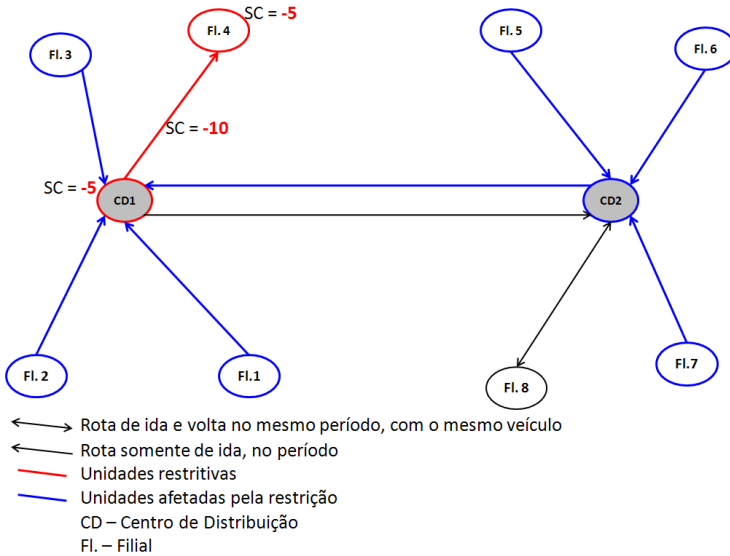 SC = -5
Fl. 4
Fl. 5
Fl. 3
Fl. 6
SC = -10
SC = -5
CD1
CD2
Fl. 2
Fl.1
Fl. 8
Fl.7
Rota de ida e volta no mesmo período, com o mesmo veículo
Rota somente de ida, no período
Unidades restritivas
Unidades afetadas pela restrição
CD – Centro de Distribuição
Fl. – Filial